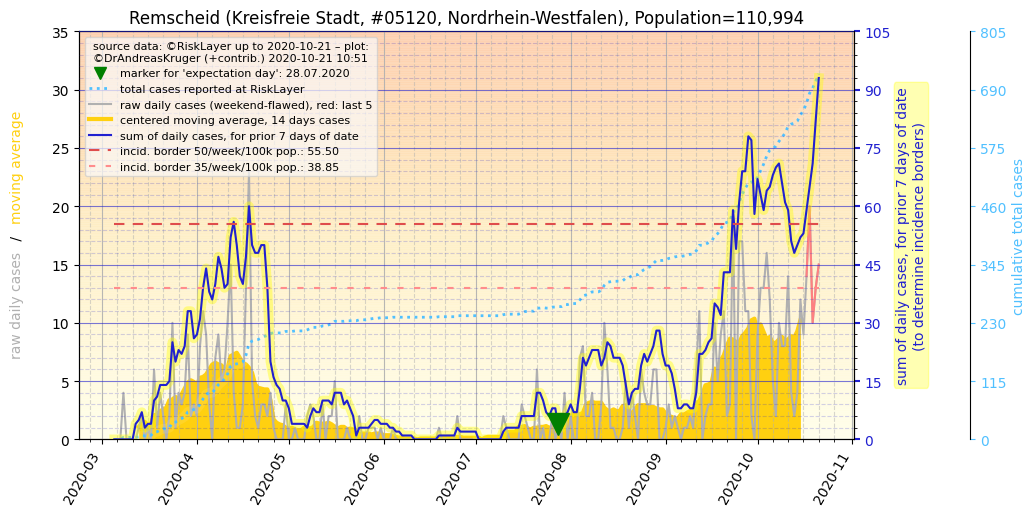 Remscheid (Kreisfreie Stadt, #05120, Nordrhein-Westfalen), Population=110,994
source data: ©RiskLayer up to 2020-10-21 – plot:
©DrAndreasKruger (+contrib.) 2020-10-21 10:51
marker for 'expectation day': 28.07.2020
total cases reported at RiskLayer
raw daily cases (weekend-flawed), red: last 5
centered moving average, 14 days cases
sum of daily cases, for prior 7 days of date
incid. border 50/week/100k pop.: 55.50
incid. border 35/week/100k pop.: 38.85
raw daily cases / moving average
35
30
25
20
15
10
5
0
2020-03
2020-04
2020-05
2020-06
2020-07
2020-08
2020-09
2020-10
2020-11
105
90
75
60
45
30
15
0
sum of daily cases, for prior 7 days of date
(to determine incidence borders)
805
690
575
460
345
230
115
0
cumulative total cases